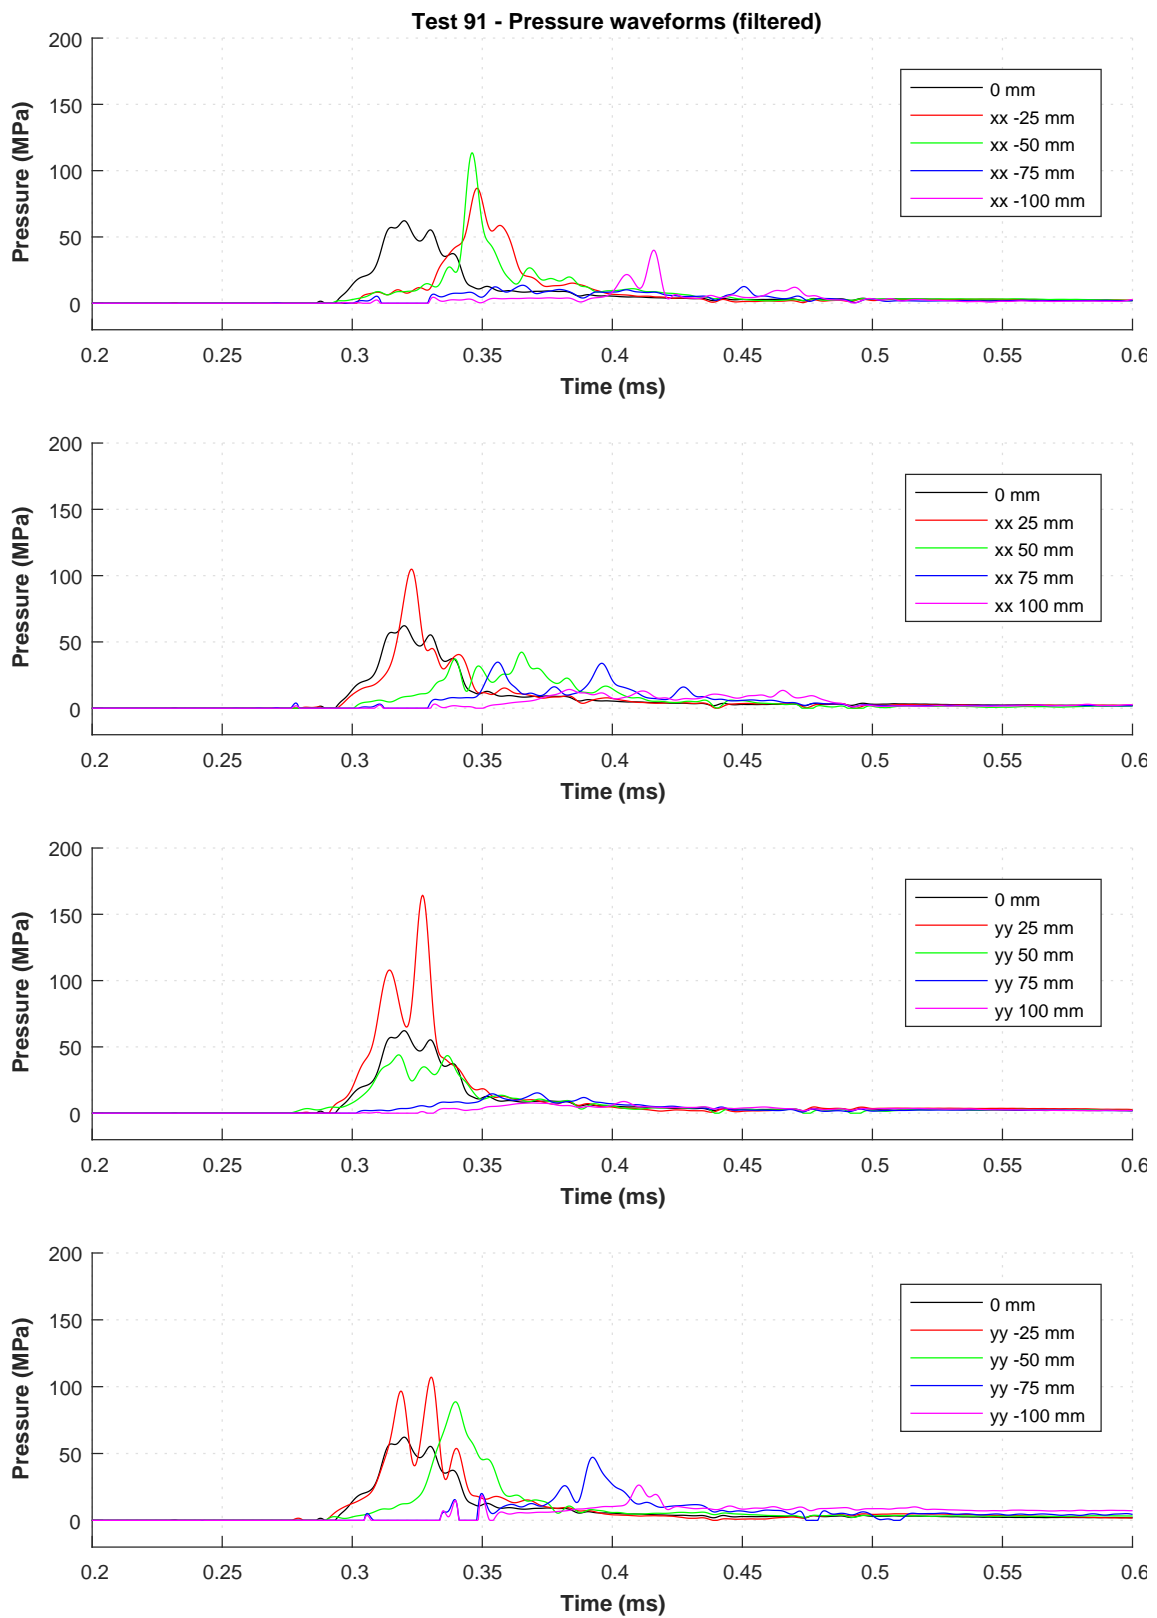 Test 91 - Pressure waveforms (filtered)
200
150
100
50
0
Pressure (MPa)
0 mm
xx -25 mm
xx -50 mm
xx -75 mm
xx -100 mm
0.2 0.25 0.3 0.35 0.4 0.45 0.5 0.55 0.6
Time (ms)
200
150
100
50
0
Pressure (MPa)
0 mm
xx 25 mm
xx 50 mm
xx 75 mm
xx 100 mm
0.2 0.25 0.3 0.35 0.4 0.45 0.5 0.55 0.6
Time (ms)
200
150
100
50
0
Pressure (MPa)
0 mm
yy 25 mm
yy 50 mm
yy 75 mm
yy 100 mm
0.2 0.25 0.3 0.35 0.4 0.45 0.5 0.55 0.6
Time (ms)
200
150
100
50
0
Pressure (MPa)
0 mm
yy -25 mm
yy -50 mm
yy -75 mm
yy -100 mm
0.2 0.25 0.3 0.35 0.4 0.45 0.5 0.55 0.6
Time (ms)